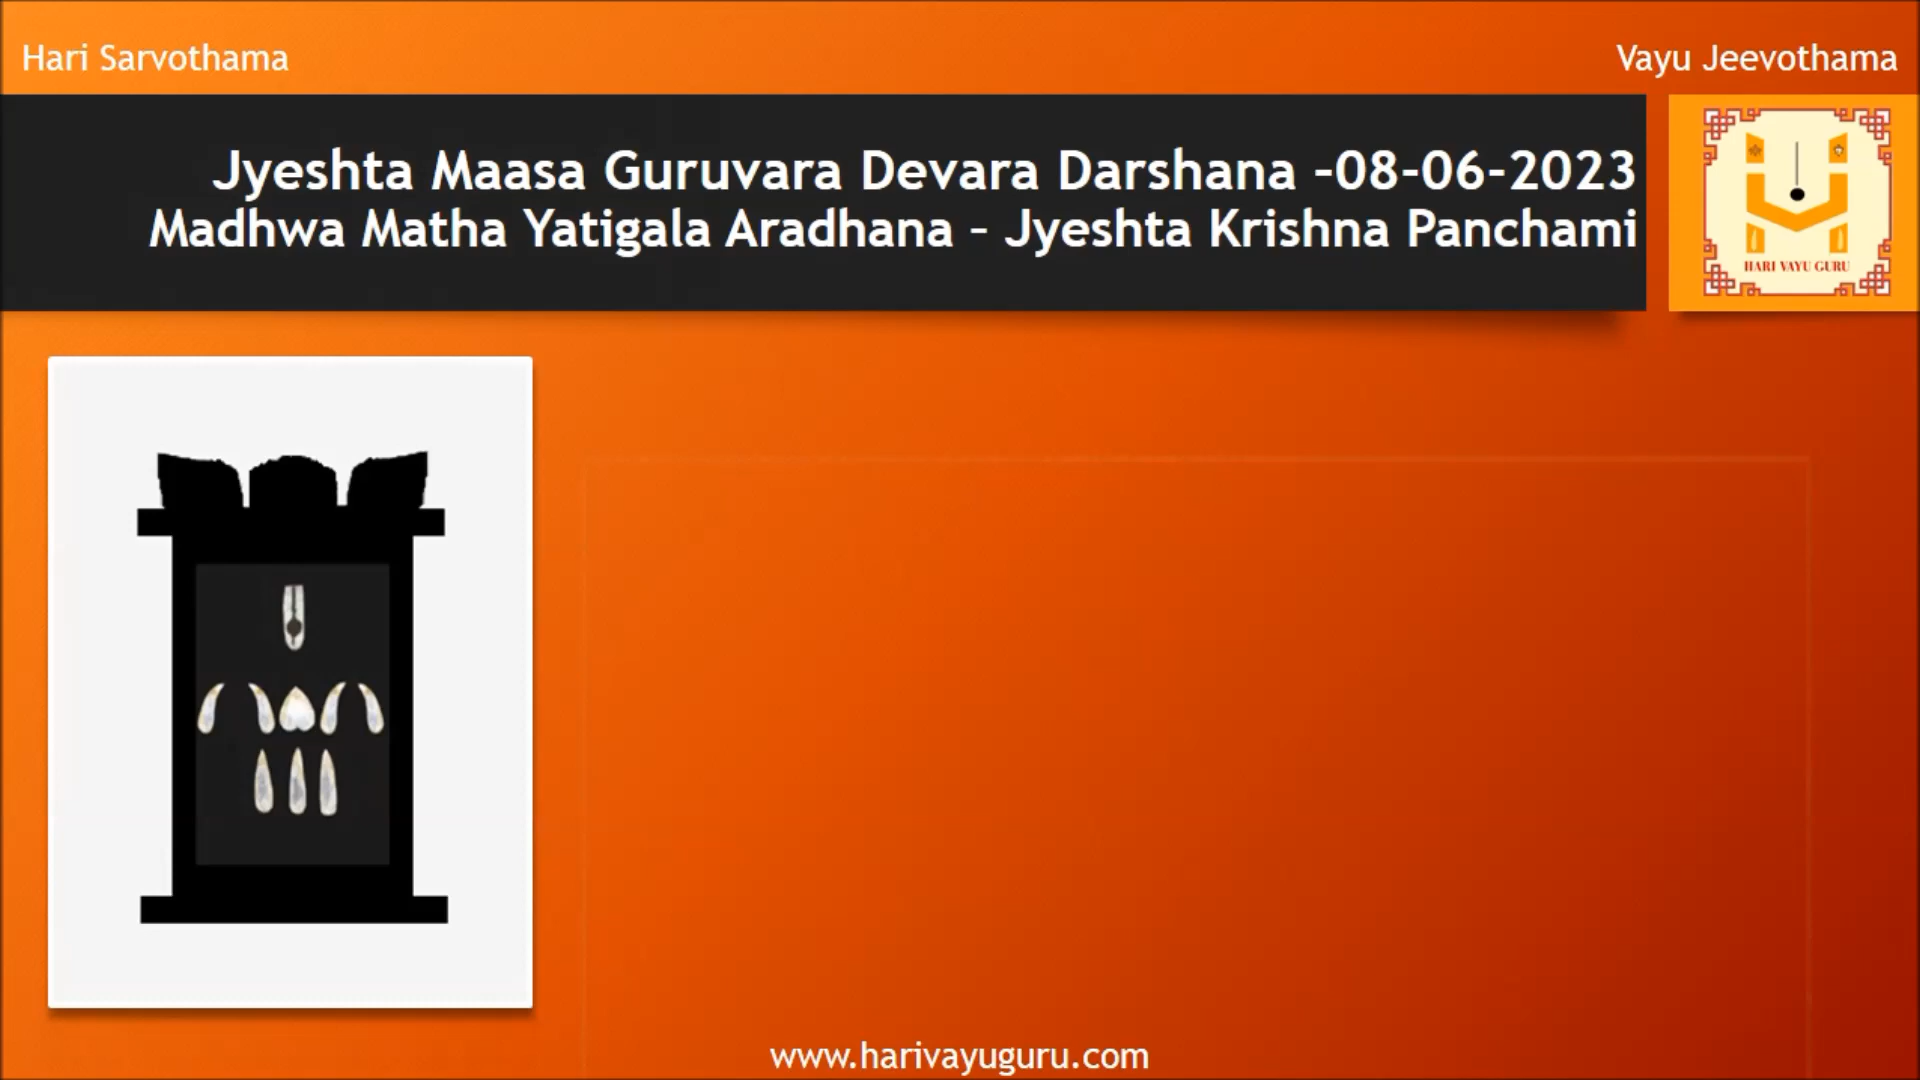 Hari Sarvothama
Vayu Jeevothama
Jyeshta Maasa Guruvara Devara Darshana -08-06-2023
Madhwa Matha Yatigala Aradhana – Jyeshta Krishna Panchami
HARI VAYU GURU
www.harivayuguru.com